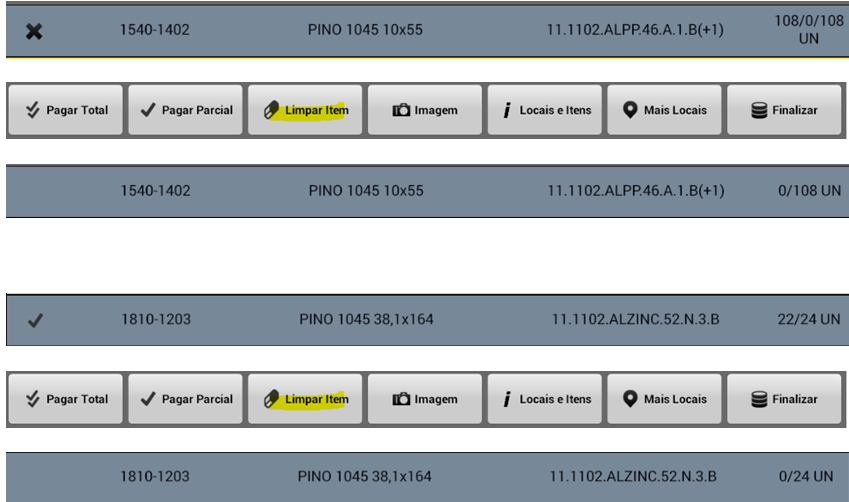 1540-1402 PINO 1045 10x55 11.1102.ALPP.46.A.1.B(+1) 108/0/108
UN
Pagar Total Pagar Parcial Limpar Item Imagem Locais e Itens Mais Locais Finalizar
1540-1402 PINO 1045 10x55 11.1102.ALPP.46.A.1.B(+1) 0/108 UN
1810-1203 PINO 1045 38,1x164 11.1102.ALZINC.52.N.3.B 22/24 UN
Pagar Total Pagar Parcial Limpar Item Imagem Locais e Itens Mais Locais Finalizar
1810-1203 PINO 1045 38,1x164 11.1102.ALZINC.52.N.3.B 0/24 UN